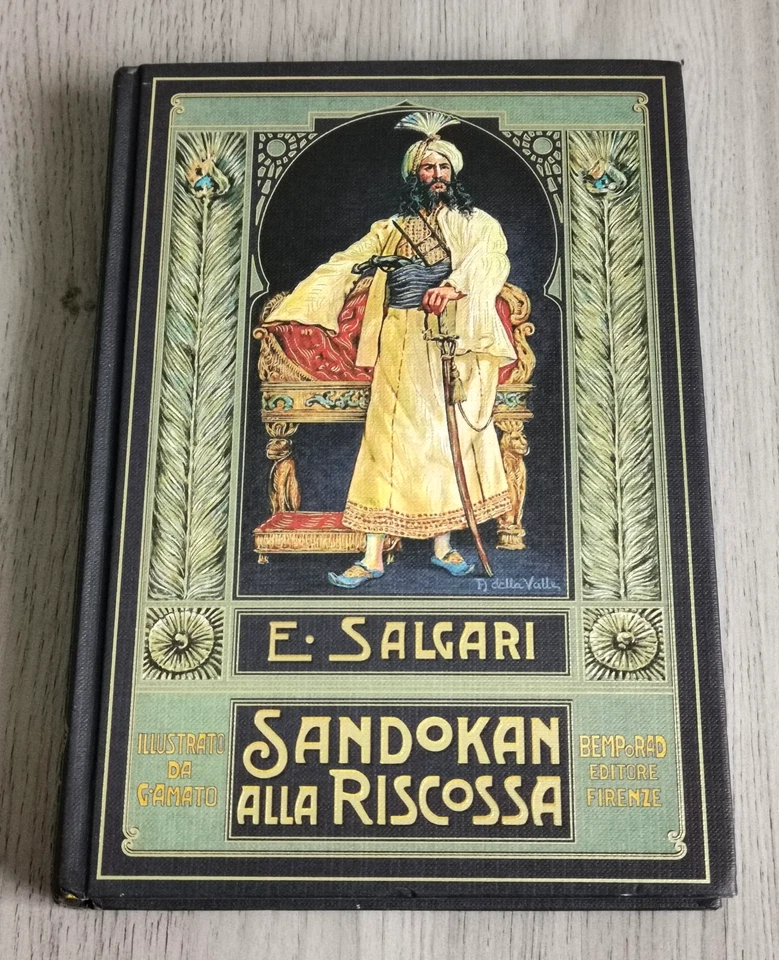 A della Valle
E. SALGARI
SANDOKAN
ALLA RISCOSSA
ILLUSTRATO
DA
G. AMATO
BEMPORAD
EDITORE
FIRENZE